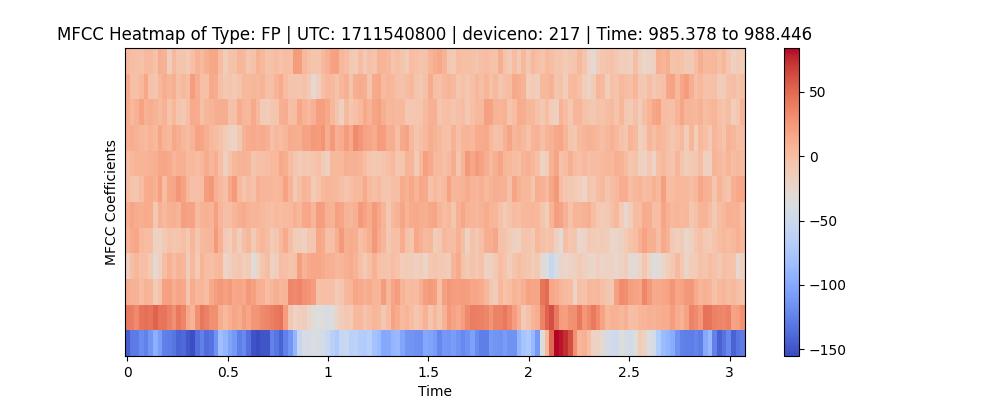 MFCC Heatmap of Type: FP | UTC: 1711540800 | deviceno: 217 | Time: 985.378 to 988.446
MFCC Coefficients
0 0.5 1 1.5 2 2.5 3
Time
50
0
−50
−100
−150